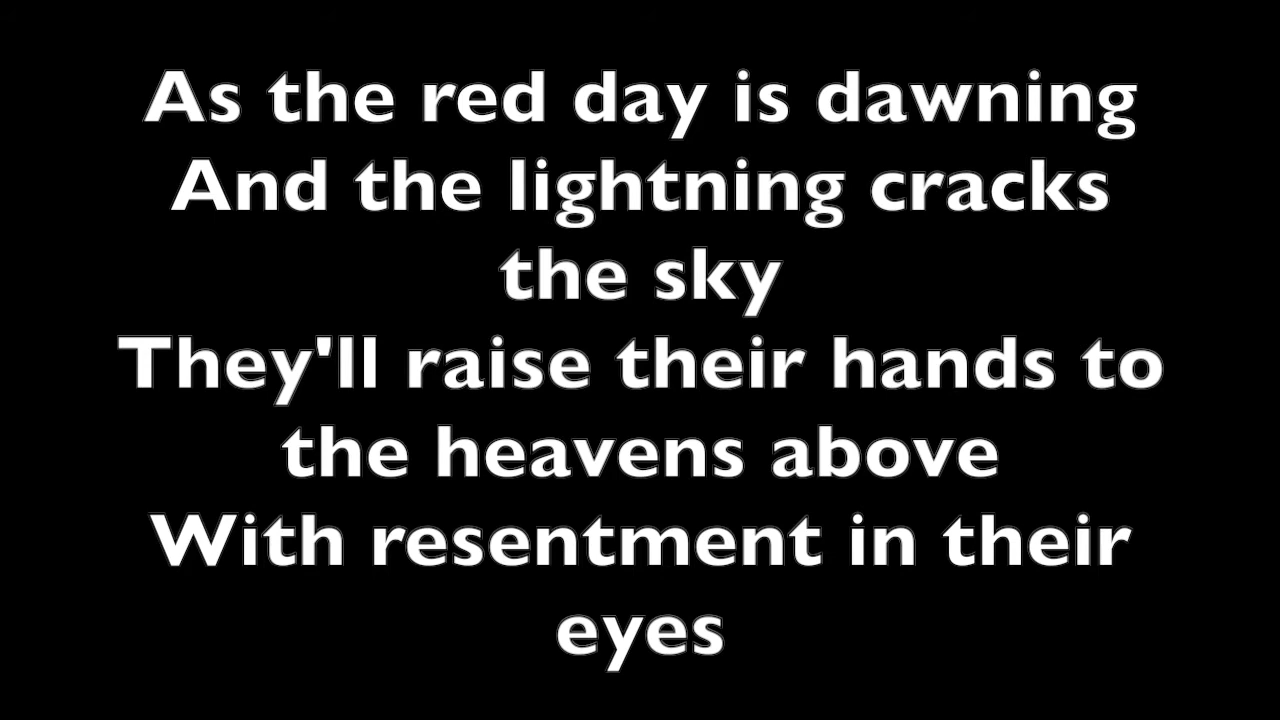 As the red day is dawning
And the lightning cracks
the sky
They'll raise their hands to
the heavens above
With resentment in their
eyes